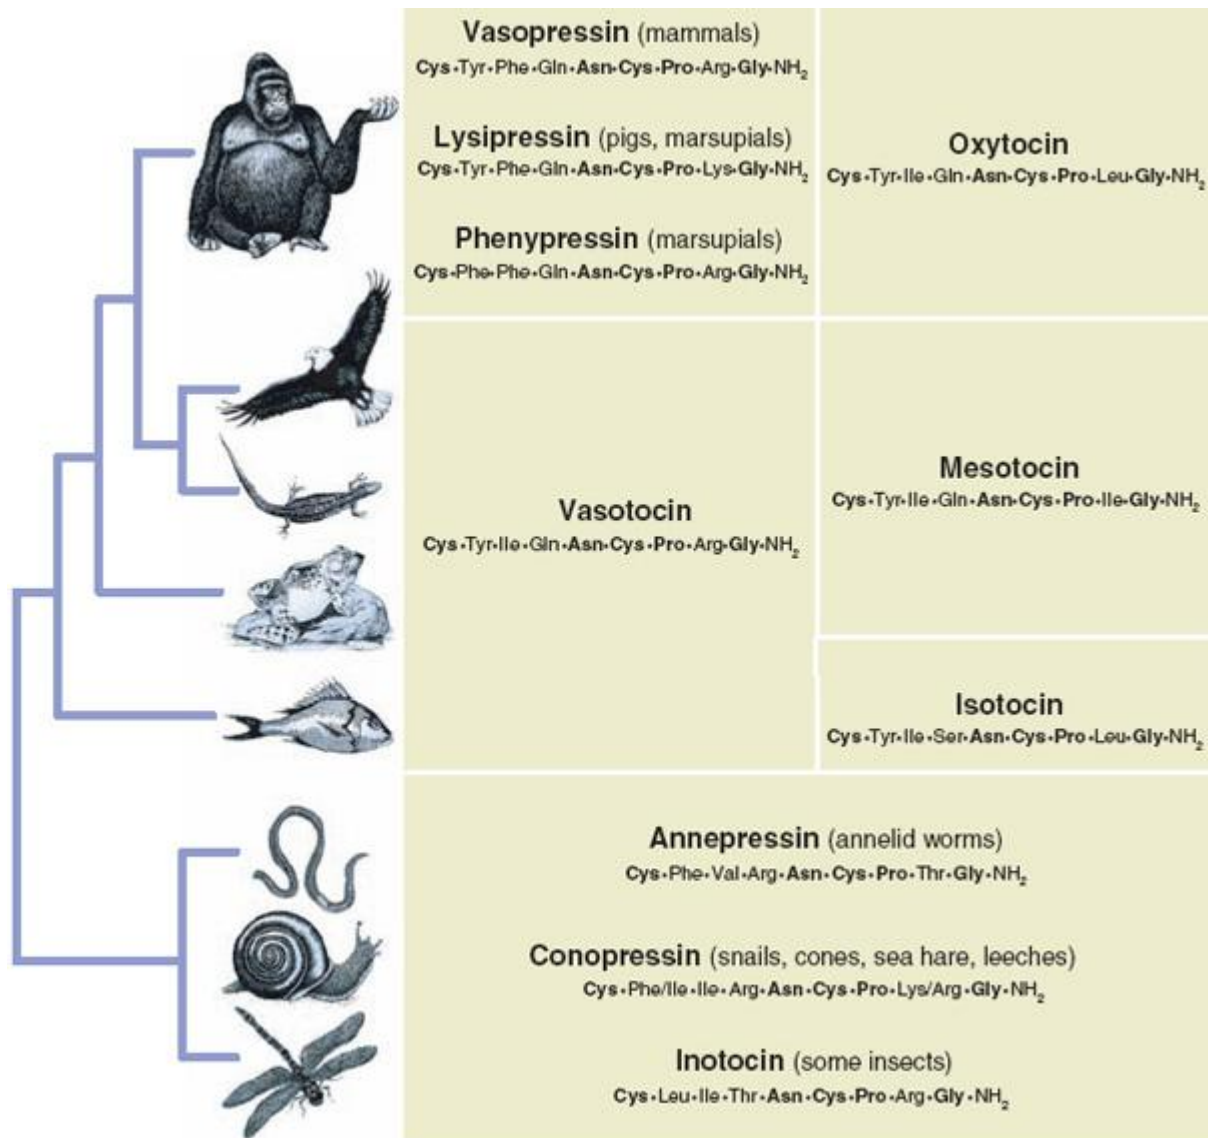 Vasopressin (mammals)
Cys•Tyr•Phe•Gln•Asn•Cys•Pro•Arg•Gly•NH₂
Lysipressin (pigs, marsupials)
Cys•Tyr•Phe•Gln•Asn•Cys•Pro•Lys•Gly•NH₂
Phenypressin (marsupials)
Cys•Phe•Phe•Gln•Asn•Cys•Pro•Arg•Gly•NH₂
Oxytocin
Cys•Tyr•Ile•Gln•Asn•Cys•Pro•Leu•Gly•NH₂
Vasotocin
Cys•Tyr•Ile•Gln•Asn•Cys•Pro•Arg•Gly•NH₂
Mesotocin
Cys•Tyr•Ile•Gln•Asn•Cys•Pro•Ile•Gly•NH₂
Isotocin
Cys•Tyr•Ile•Ser•Asn•Cys•Pro•Leu•Gly•NH₂
Annepressin (annelid worms)
Cys•Phe•Val•Arg•Asn•Cys•Pro•Thr•Gly•NH₂
Conopressin (snails, cones, sea hare, leeches)
Cys•Phe/Ile•Ile•Arg•Asn•Cys•Pro•Lys/Arg•Gly•NH₂
Inotocin (some insects)
Cys•Leu•Ile•Thr•Asn•Cys•Pro•Arg•Gly•NH₂